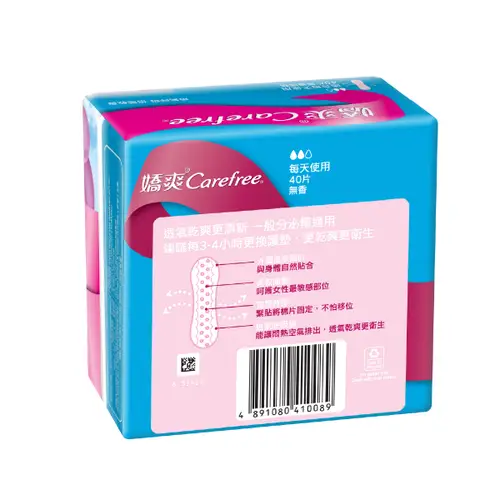 嬌爽 Carefree
嬌爽 Carefree
每天使用
40片
無香
透氣乾爽更清新 一般分泌量適用
建議每3-4小時更換護墊，更乾爽更衛生
與身體自然貼合
呵護女性最敏感部位
緊貼將棉片固定，不怕移位
能讓悶熱空氣排出，透氣乾爽更衛生
4 891080 410089